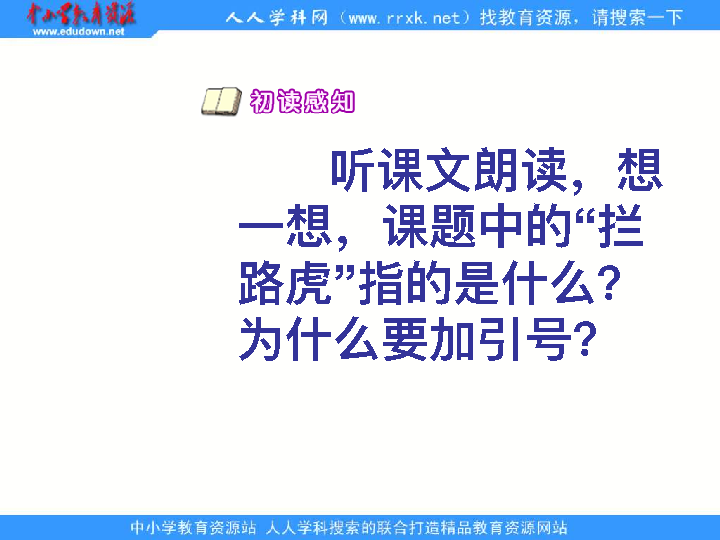 中小学教育资源
www.edudown.net
人人学科网（www.rrxk.net）找教育资源，请搜索一下
初读感知
听课文朗读，想
一想，课题中的“拦
路虎”指的是什么？
为什么要加引号？
中小学教育资源站 人人学科搜索的联合打造精品教育资源网站